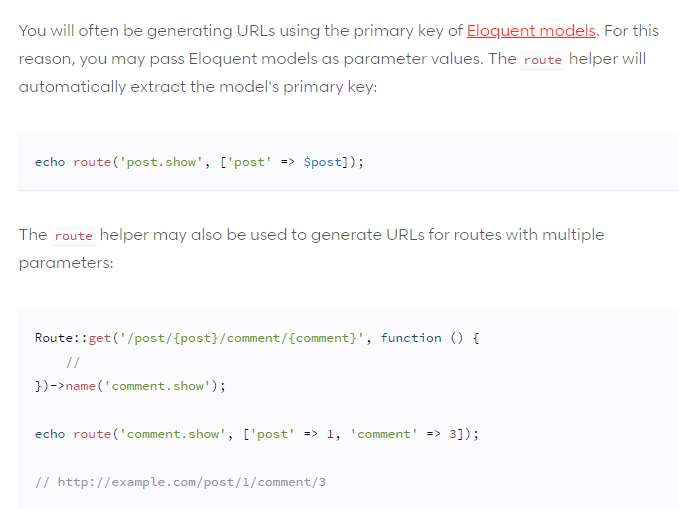 You will often be generating URLs using the primary key of Eloquent models. For this
reason, you may pass Eloquent models as parameter values. The route helper will
automatically extract the model's primary key:
echo route('post.show', ['post' => $post]);
The route helper may also be used to generate URLs for routes with multiple
parameters:
Route::get('/post/{post}/comment/{comment}', function () {
    //
})->name('comment.show');
echo route('comment.show', ['post' => 1, 'comment' => 3]);
// http://example.com/post/1/comment/3